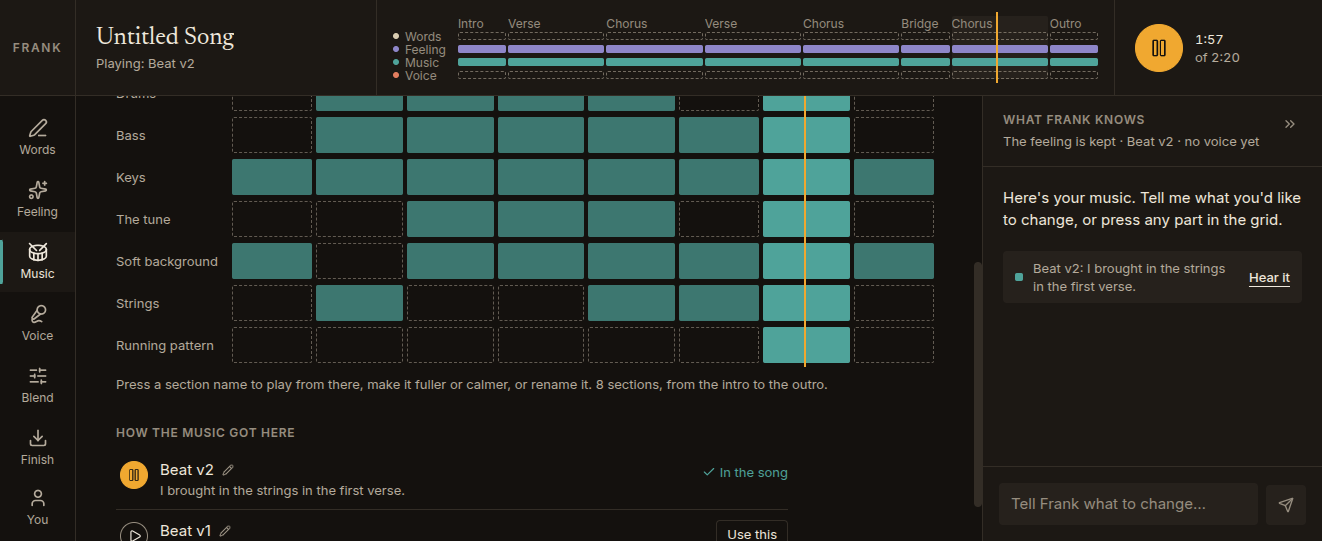 FRANK
Untitled Song
Playing: Beat v2
Intro Verse Chorus Verse Chorus Bridge Chorus Outro
Words
Feeling
Music
Voice
1:57
of 2:20
Words
Feeling
Music
Voice
Blend
Finish
You
Drums
Bass
Keys
The tune
Soft background
Strings
Running pattern
Press a section name to play from there, make it fuller or calmer, or rename it. 8 sections, from the intro to the outro.
HOW THE MUSIC GOT HERE
Beat v2
In the song
I brought in the strings in the first verse.
Beat v1
Use this
WHAT FRANK KNOWS
The feeling is kept · Beat v2 · no voice yet
Here's your music. Tell me what you'd like
to change, or press any part in the grid.
Beat v2: I brought in the strings
in the first verse.
Hear it
Tell Frank what to change...